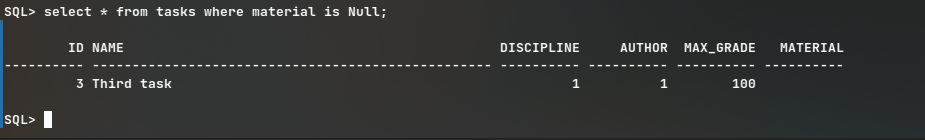 SQL> select * from tasks where material is Null;
        ID NAME                                               DISCIPLINE     AUTHOR  MAX_GRADE   MATERIAL
---------- -------------------------------------------------- ---------- ---------- ---------- ----------
         3 Third task                                                  1          1        100
SQL>